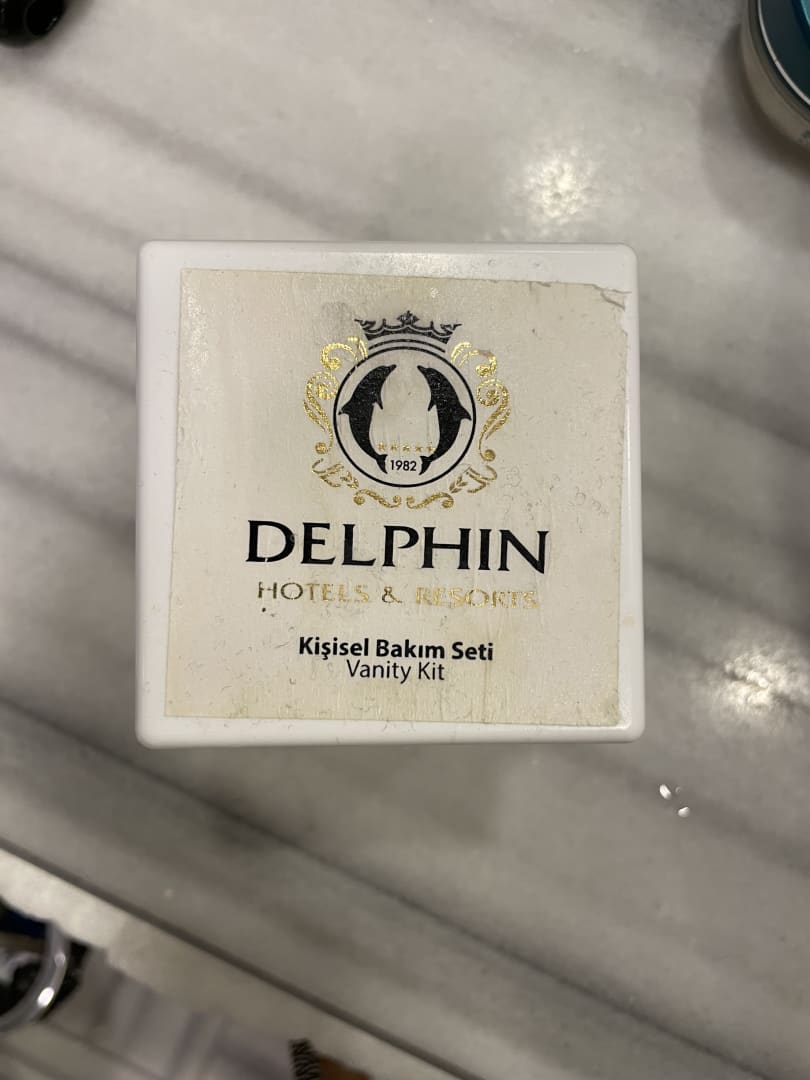 1982
DELPHIN
HOTELS & RESORTS
Kişisel Bakım Seti
Vanity Kit